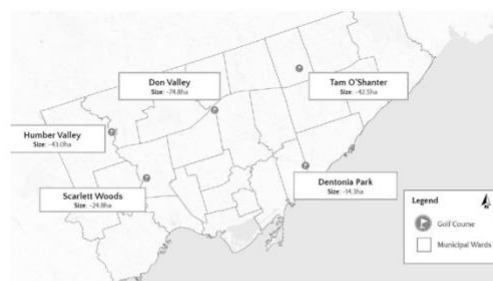 Don Valley
Size: ~74.8ha
Tam O'Shanter
Size: ~42.5ha
Humber Valley
Size: ~43.0ha
Scarlett Woods
Size: ~24.8ha
Dentonia Park
Size: ~14.3ha
Legend
Golf Course
Municipal Wards